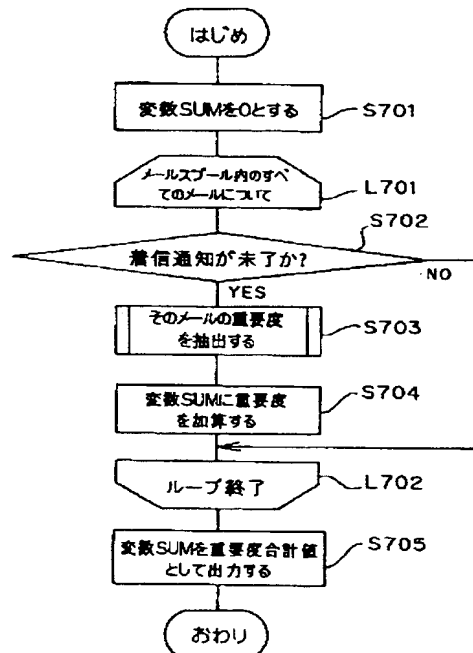 はじめ
変数SUMを0とする
S701
メールスプール内のすべ
てのメールについて
L701
S702
着信通知が未了か?
NO
YES
そのメールの重要度
を抽出する
S703
変数SUMに重要度
を加算する
S704
ループ終了
L702
変数SUMを重要度合計値
として出力する
S705
おわり